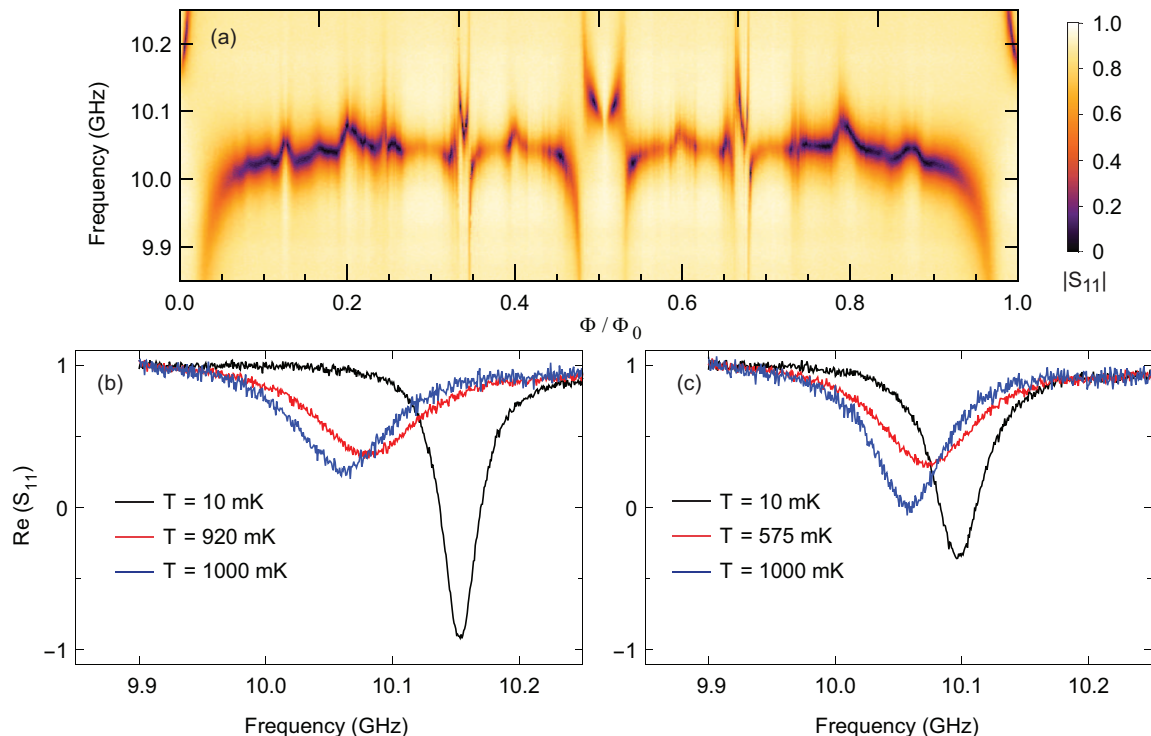 (a)
Frequency (GHz)
10.2
10.1
10.0
9.9
0.0 0.2 0.4 0.6 0.8 1.0
Φ / Φ0
1.0
0.8
0.6
0.4
0.2
0
|S11|
(b)
Re (S11)
1
0
−1
T = 10 mK
T = 920 mK
T = 1000 mK
9.9 10.0 10.1 10.2
Frequency (GHz)
(c)
1
0
−1
T = 10 mK
T = 575 mK
T = 1000 mK
9.9 10.0 10.1 10.2
Frequency (GHz)